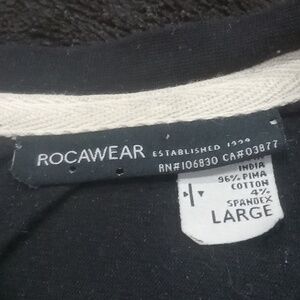 ROCAWEAR ESTABLISHED 1999
RN#106830 CA#03877
INDIA
96% PIMA
COTTON
4%
SPANDEX
LARGE